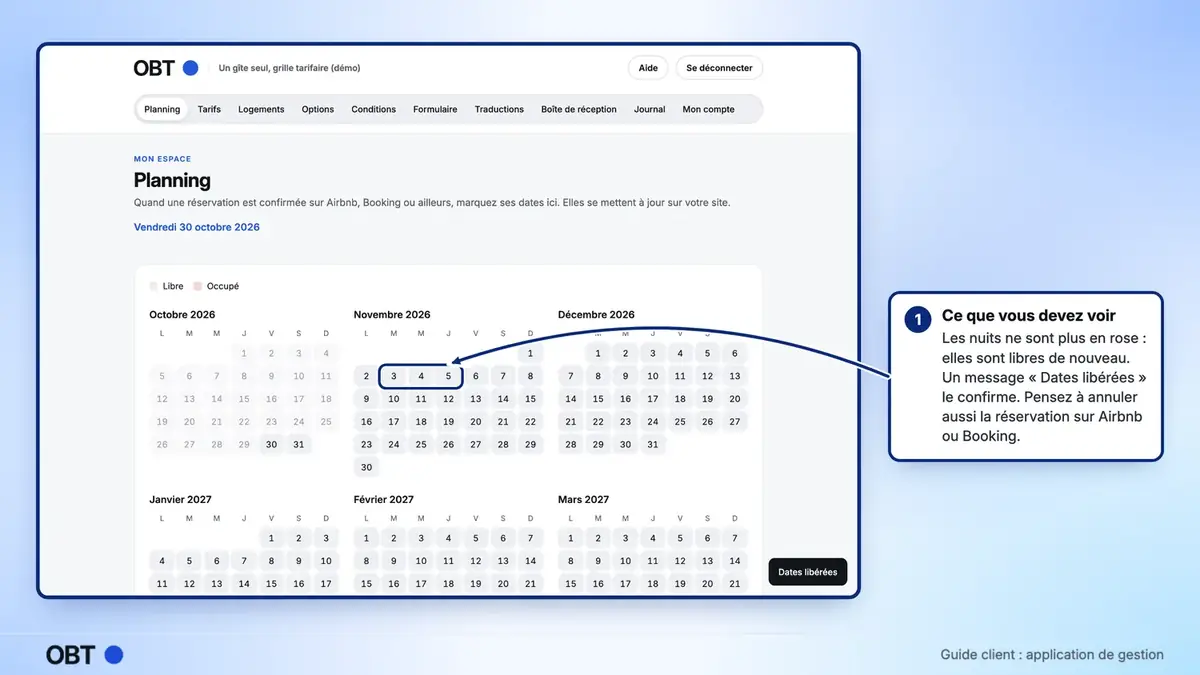 OBT
Un gîte seul, grille tarifaire (démo)
Aide
Se déconnecter
Planning
Tarifs
Logements
Options
Conditions
Formulaire
Traductions
Boîte de réception
Journal
Mon compte
MON ESPACE
Planning
Quand une réservation est confirmée sur Airbnb, Booking ou ailleurs, marquez ses dates ici. Elles se mettent à jour sur votre site.
Vendredi 30 octobre 2026
Libre
Occupé
Octobre 2026
L M M J V S D
1 2 3 4
5 6 7 8 9 10 11
12 13 14 15 16 17 18
19 20 21 22 23 24 25
26 27 28 29 30 31
Novembre 2026
L M M J V S D
1
2 3 4 5 6 7 8
9 10 11 12 13 14 15
16 17 18 19 20 21 22
23 24 25 26 27 28 29
30
Décembre 2026
M M J V S D
1 2 3 4 5 6
7 8 9 10 11 12 13
14 15 16 17 18 19 20
21 22 23 24 25 26 27
28 29 30 31
Janvier 2027
L M M J V S D
1 2 3
4 5 6 7 8 9 10
11 12 13 14 15 16 17
Février 2027
L M M J V S D
1 2 3 4 5 6 7
8 9 10 11 12 13 14
15 16 17 18 19 20 21
Mars 2027
L M M J V S D
1 2 3 4 5 6 7
8 9 10 11 12 13 14
15 16 17 18 19 20 21
Dates libérées
1
Ce que vous devez voir
Les nuits ne sont plus en rose :
elles sont libres de nouveau.
Un message « Dates libérées »
le confirme. Pensez à annuler
aussi la réservation sur Airbnb
ou Booking.
OBT
Guide client : application de gestion